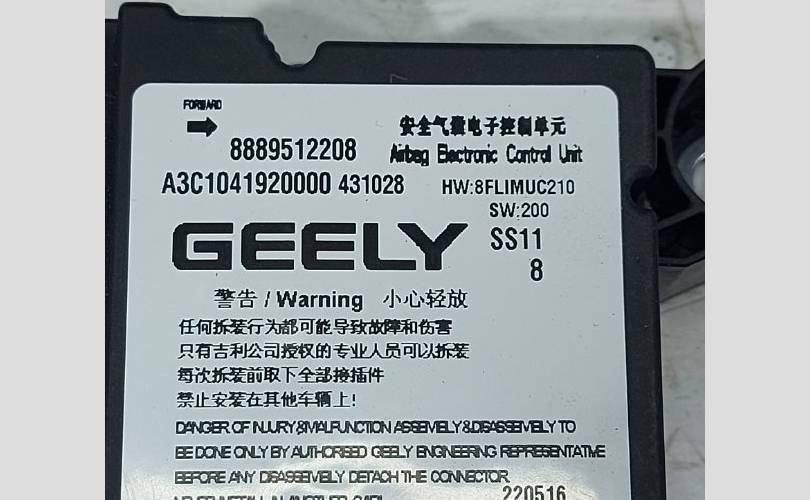 FORWARD
安全气囊电子控制单元
8889512208
Airbag Electronic Control Unit
A3C1041920000 431028
HW:8FLIMUC210
SW:200
GEELY
SS11
8
警告 / Warning 小心轻放
任何拆装行为都可能导致故障和伤害
只有吉利公司授权的专业人员可以拆装
每次拆装前取下全部接插件
禁止安装在其他车辆上!
DANGER OF INJURY&MALFUNCTION ASSEMBLY&DISASSEMBLY TO
BE DONE ONLY BY AUTHORISED GEELY ENGINEERING REPRESENTATIVE
BEFORE ANY DISASSEMBLY DETACH THE CONNECTOR
220516